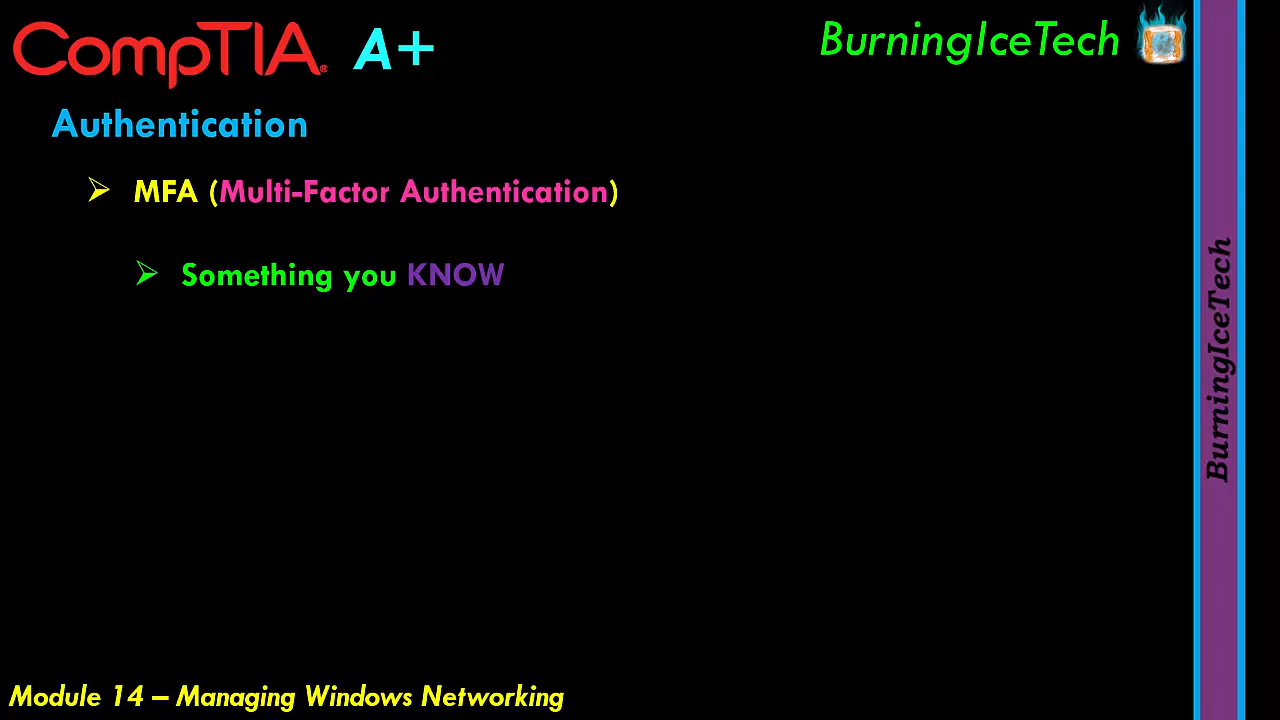 CompTIA® A+
BurningIceTech
Authentication
➢ MFA (Multi-Factor Authentication)
➢ Something you KNOW
BurningIceTech
Module 14 – Managing Windows Networking